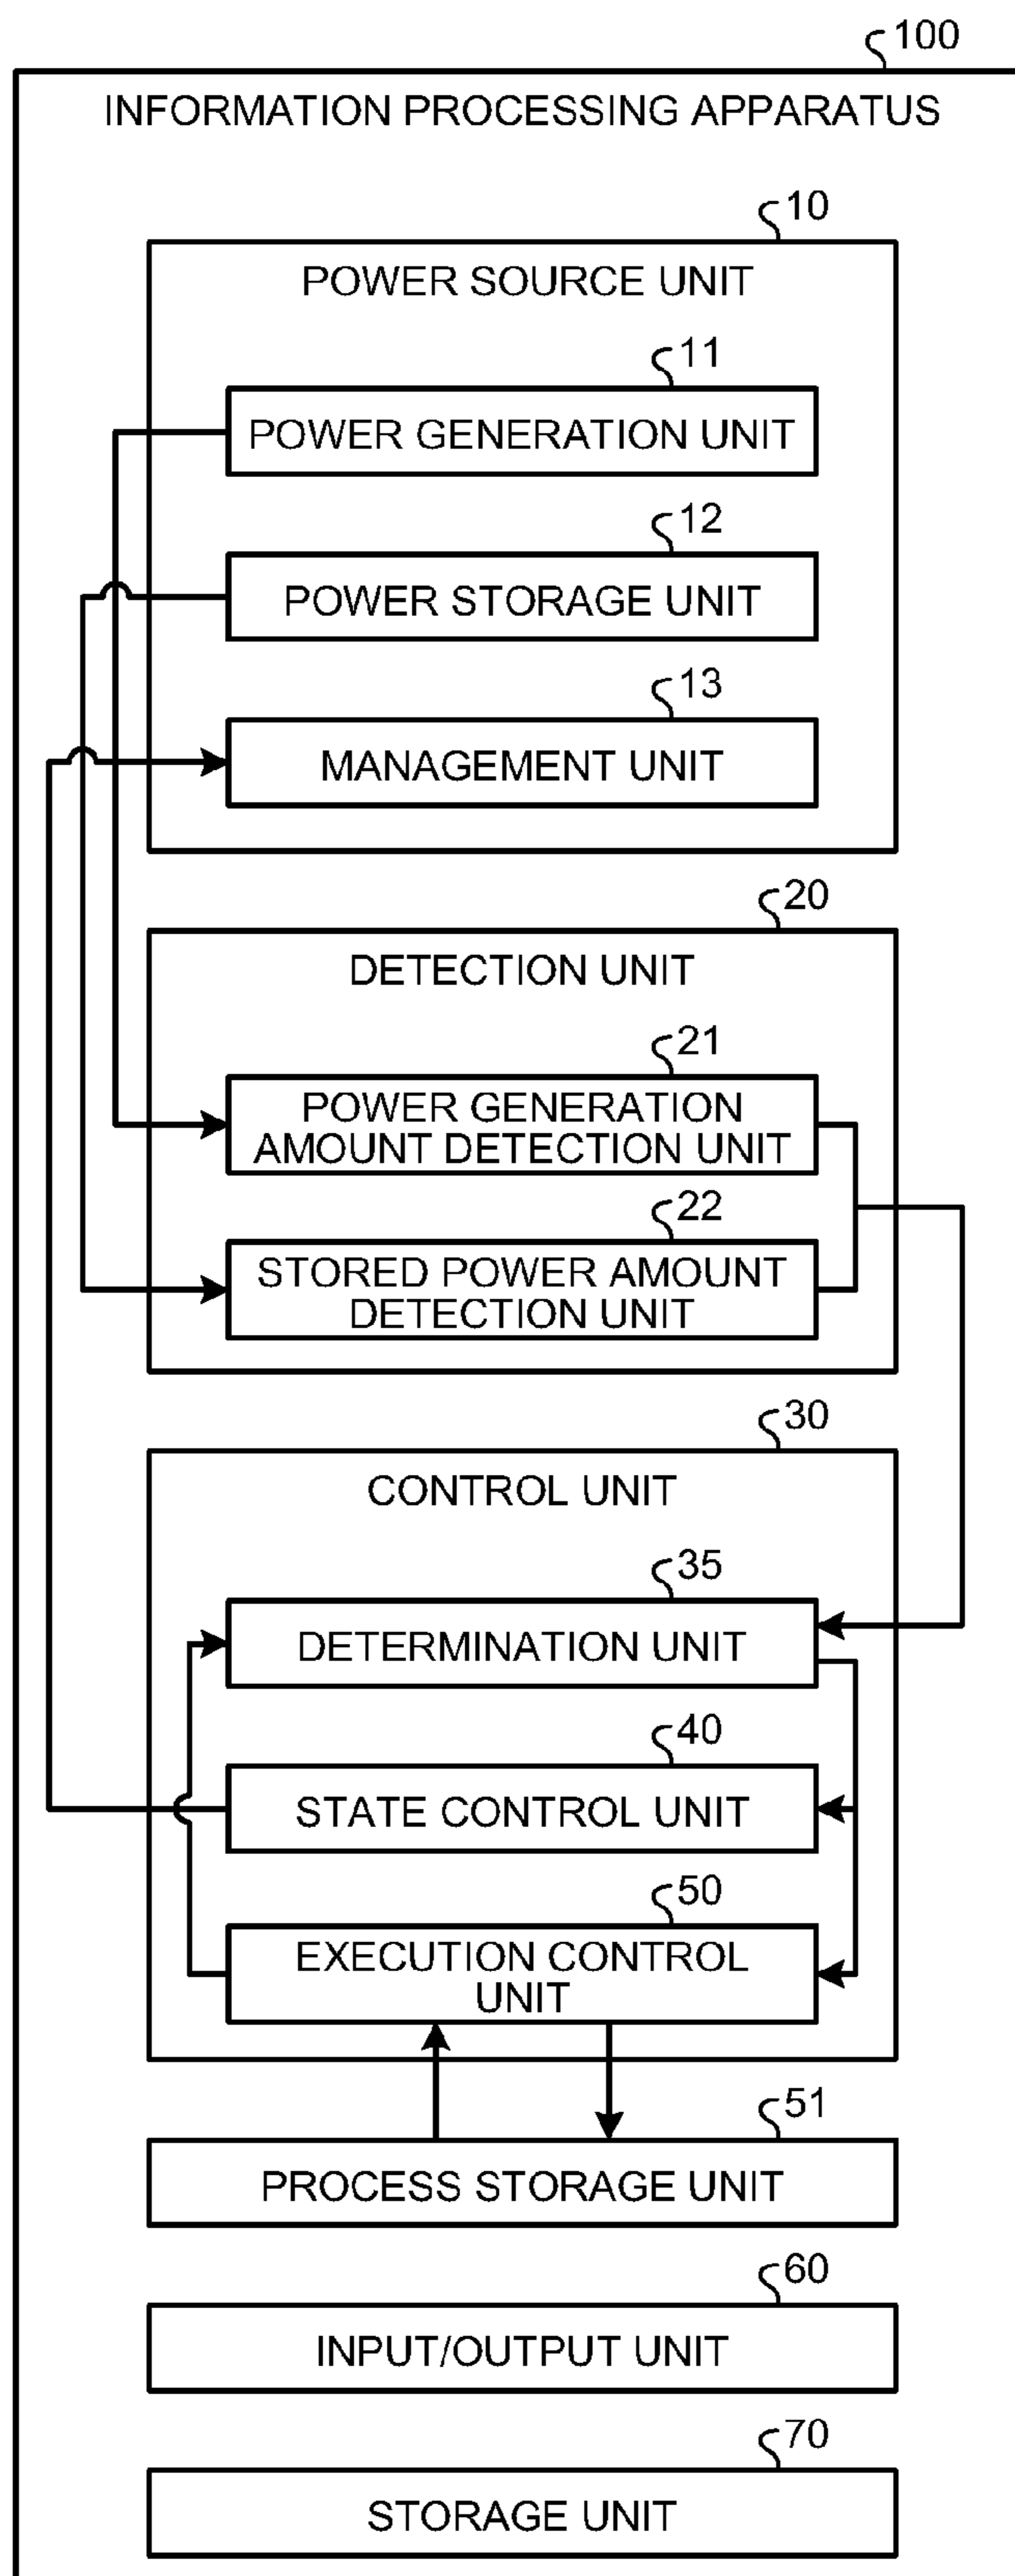 100
INFORMATION PROCESSING APPARATUS
10
POWER SOURCE UNIT
11
POWER GENERATION UNIT
12
POWER STORAGE UNIT
13
MANAGEMENT UNIT
20
DETECTION UNIT
21
POWER GENERATION
AMOUNT DETECTION UNIT
22
STORED POWER AMOUNT
DETECTION UNIT
30
CONTROL UNIT
35
DETERMINATION UNIT
40
STATE CONTROL UNIT
50
EXECUTION CONTROL
UNIT
51
PROCESS STORAGE UNIT
60
INPUT/OUTPUT UNIT
70
STORAGE UNIT